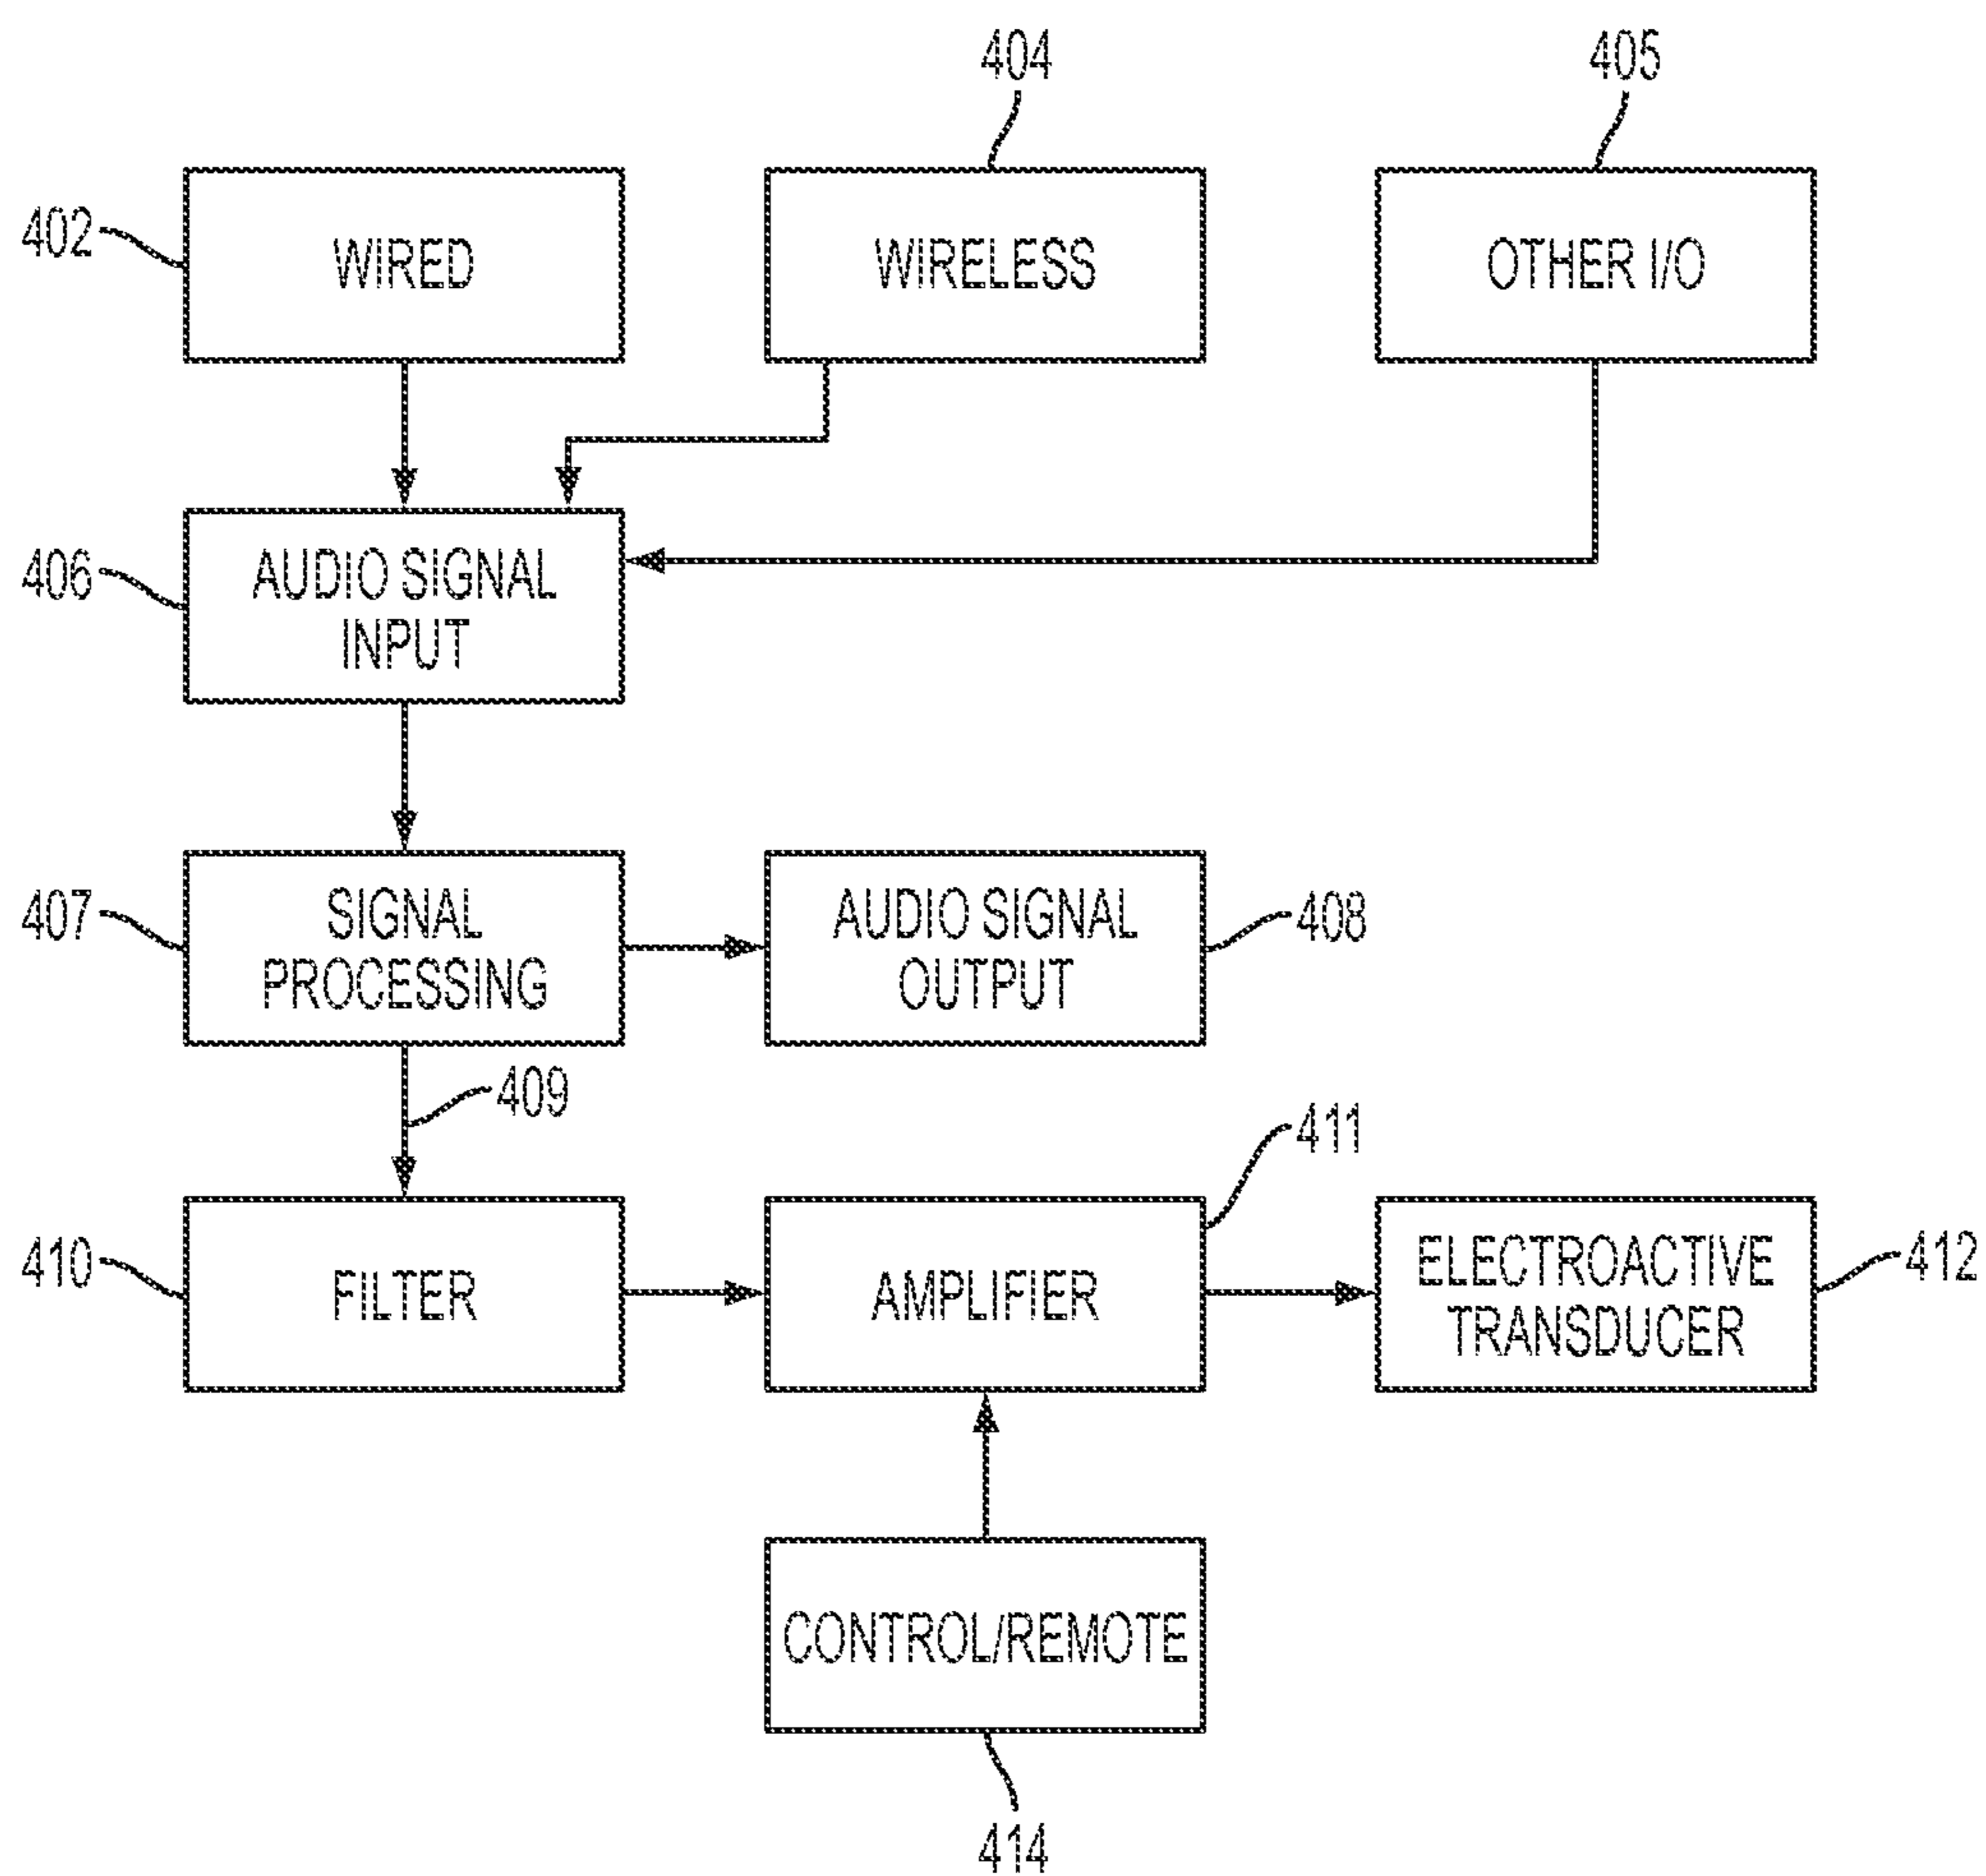 404
405
402
WIRED
WIRELESS
OTHER I/O
406
AUDIO SIGNAL
INPUT
407
SIGNAL
PROCESSING
AUDIO SIGNAL
OUTPUT
408
409
411
410
FILTER
AMPLIFIER
ELECTROACTIVE
TRANSDUCER
412
CONTROL/REMOTE
414